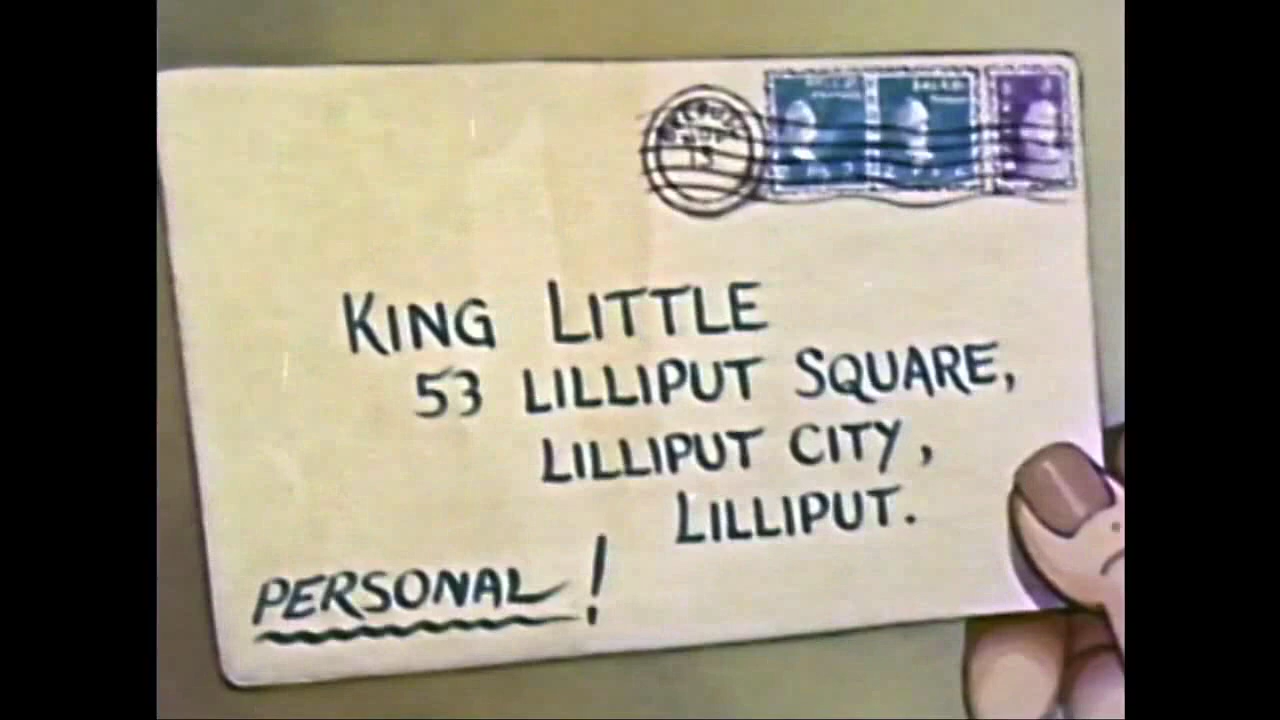 KING LITTLE
53 LILLIPUT SQUARE,
LILLIPUT CITY,
LILLIPUT.
PERSONAL!